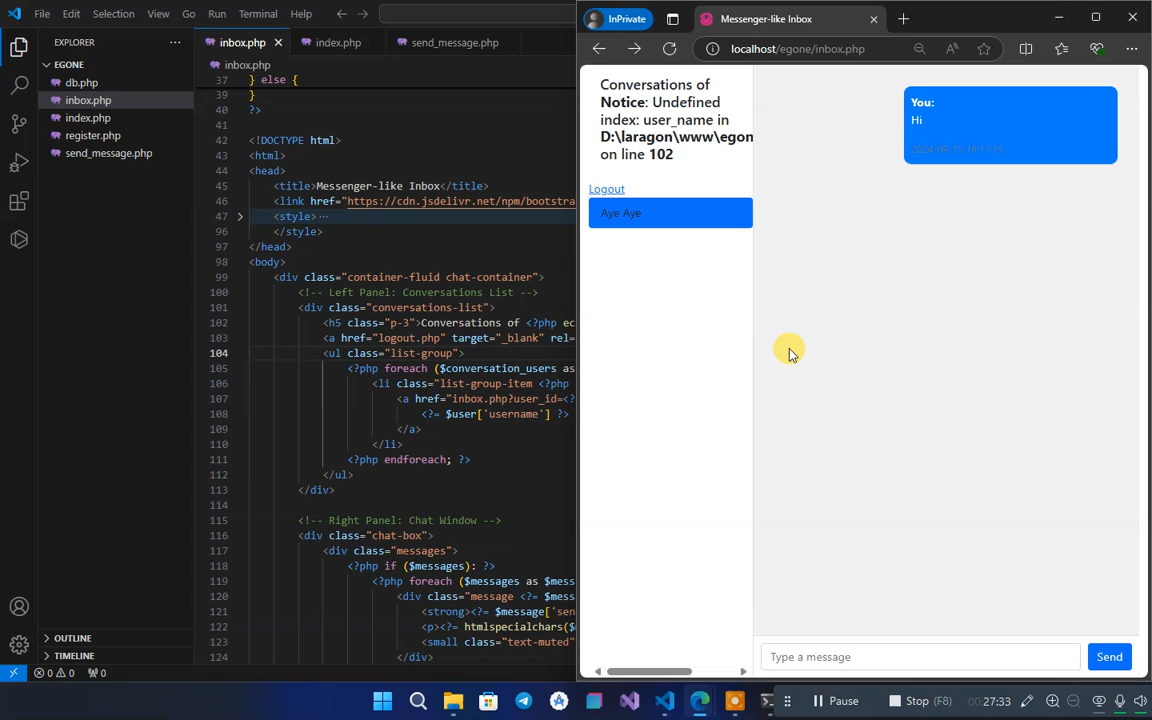 File Edit Selection View Go Run Terminal Help
EXPLORER
EGONE
db.php
inbox.php
index.php
register.php
send_message.php
OUTLINE
TIMELINE
inbox.php index.php send_message.php
inbox.php
37 } else {
39 }
40 ?>
41
42 <!DOCTYPE html>
43 <html>
44 <head>
45 <title>Messenger-like Inbox</title>
46 <link href="https://cdn.jsdelivr.net/npm/bootstra
47 <style>···
96 </style>
97 </head>
98 <body>
99 <div class="container-fluid chat-container">
100 <!-- Left Panel: Conversations List -->
101 <div class="conversations-list">
102 <h5 class="p-3">Conversations of <?php ec
103 <a href="logout.php" target="_blank" rel=
104 <ul class="list-group">
105 <?php foreach ($conversation_users as
106 <li class="list-group-item <?php
107 <a href="inbox.php?user_id=<?
108 <?= $user['username'] ?>
109 </a>
110 </li>
111 <?php endforeach; ?>
112 </ul>
113 </div>
114
115 <!-- Right Panel: Chat Window -->
116 <div class="chat-box">
117 <div class="messages">
118 <?php if ($messages): ?>
119 <?php foreach ($messages as $mess
120 <div class="message <?= $mess
121 <strong><?= $message['sen
122 <p><?= htmlspecialchars($
123 <small class="text-muted"
124 </div>
0 0 0
InPrivate Messenger-like Inbox
localhost/egone/inbox.php
Conversations of
Notice: Undefined
index: user_name in
D:\laragon\www\egon
on line 102
Logout
Aye Aye
You:
Hi
2024-09-15 14:17:15
Type a message Send
Pause Stop (F8) 00:27:33